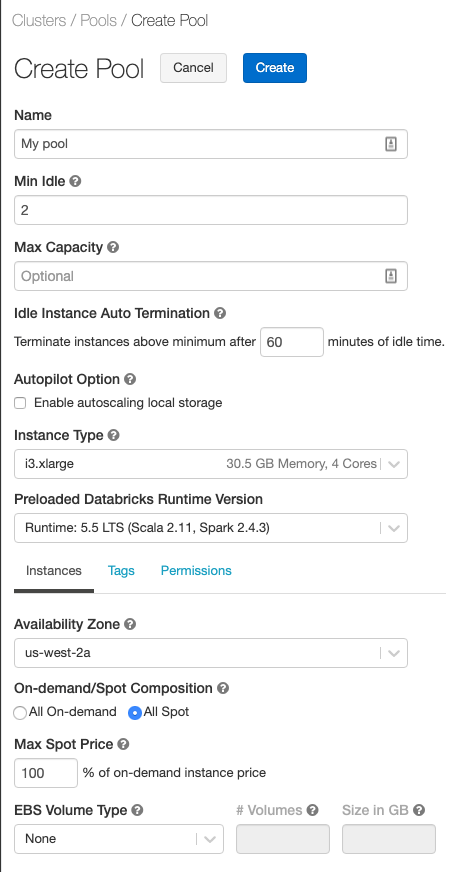 Clusters / Pools / Create Pool
Create Pool Cancel Create
Name
My pool
Min Idle ?
2
Max Capacity ?
Optional
Idle Instance Auto Termination ?
Terminate instances above minimum after 60 minutes of idle time.
Autopilot Option ?
Enable autoscaling local storage
Instance Type ?
i3.xlarge 30.5 GB Memory, 4 Cores
Preloaded Databricks Runtime Version
Runtime: 5.5 LTS (Scala 2.11, Spark 2.4.3)
Instances Tags Permissions
Availability Zone ?
us-west-2a
On-demand/Spot Composition ?
All On-demand All Spot
Max Spot Price ?
100 % of on-demand instance price
EBS Volume Type ? # Volumes ? Size in GB ?
None